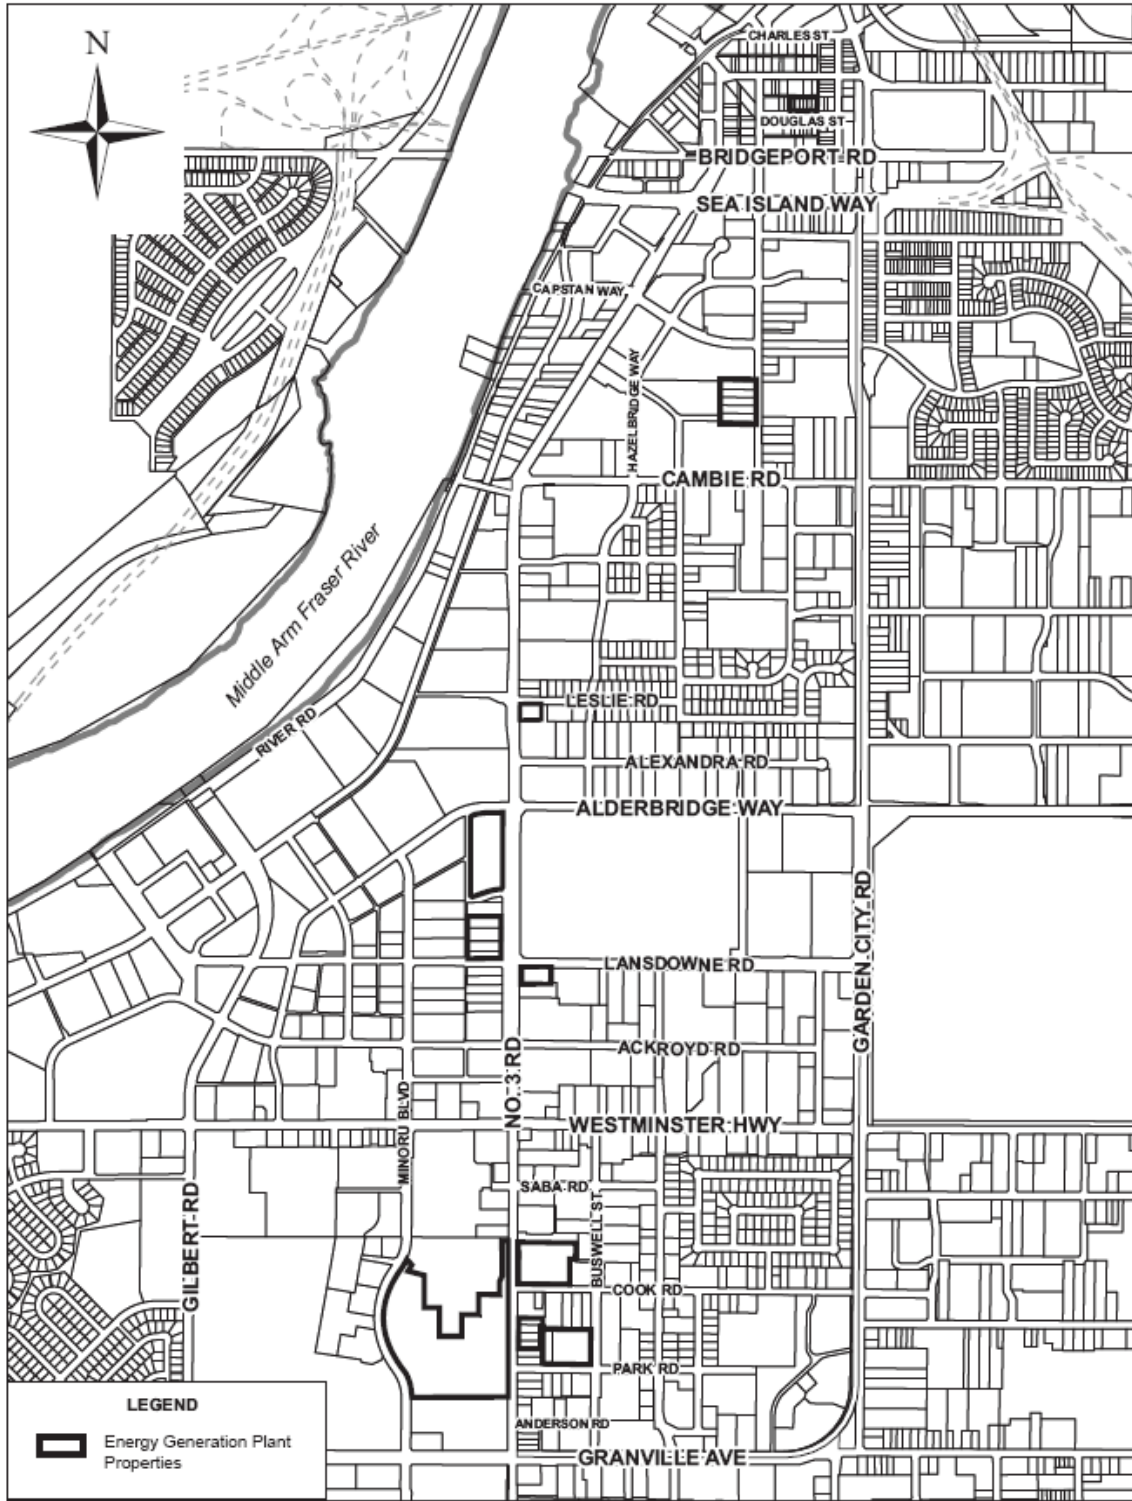 N
CHARLES ST
DOUGLAS ST
BRIDGEPORT RD
SEA ISLAND WAY
CAPSTAN WAY
HAZELBRIDGE WAY
CAMBIE RD
Middle Arm Fraser River
RIVER RD
LESLIE RD
ALEXANDRA RD
ALDERBRIDGE WAY
GARDEN CITY RD
LANSDOWNE RD
NO. 3 RD
ACKROYD RD
MINORU BLVD
WESTMINSTER HWY
GILBERT RD
SABA RD
BUSWELL ST
COOK RD
PARK RD
ANDERSON RD
GRANVILLE AVE
LEGEND
Energy Generation Plant
Properties